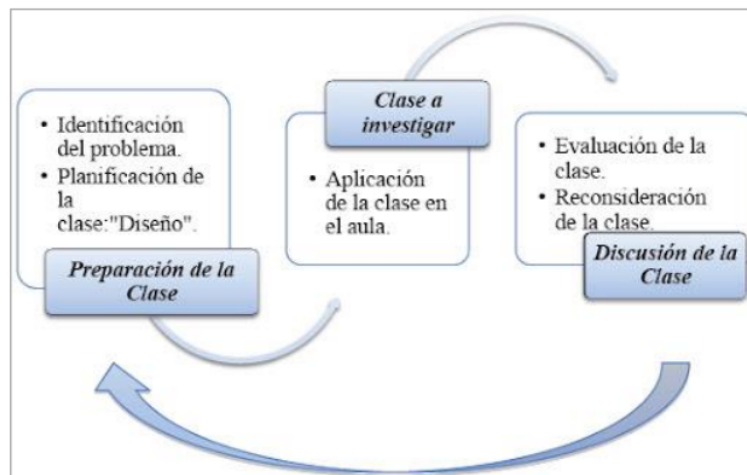 • Identificación
del problema.
• Planificación de
la
clase:"Diseño".
Preparación de la
Clase
Clase a
investigar
• Aplicación
de la clase en
el aula.
• Evaluación de la
clase.
• Reconsideración
de la clase.
Discusión de la
Clase